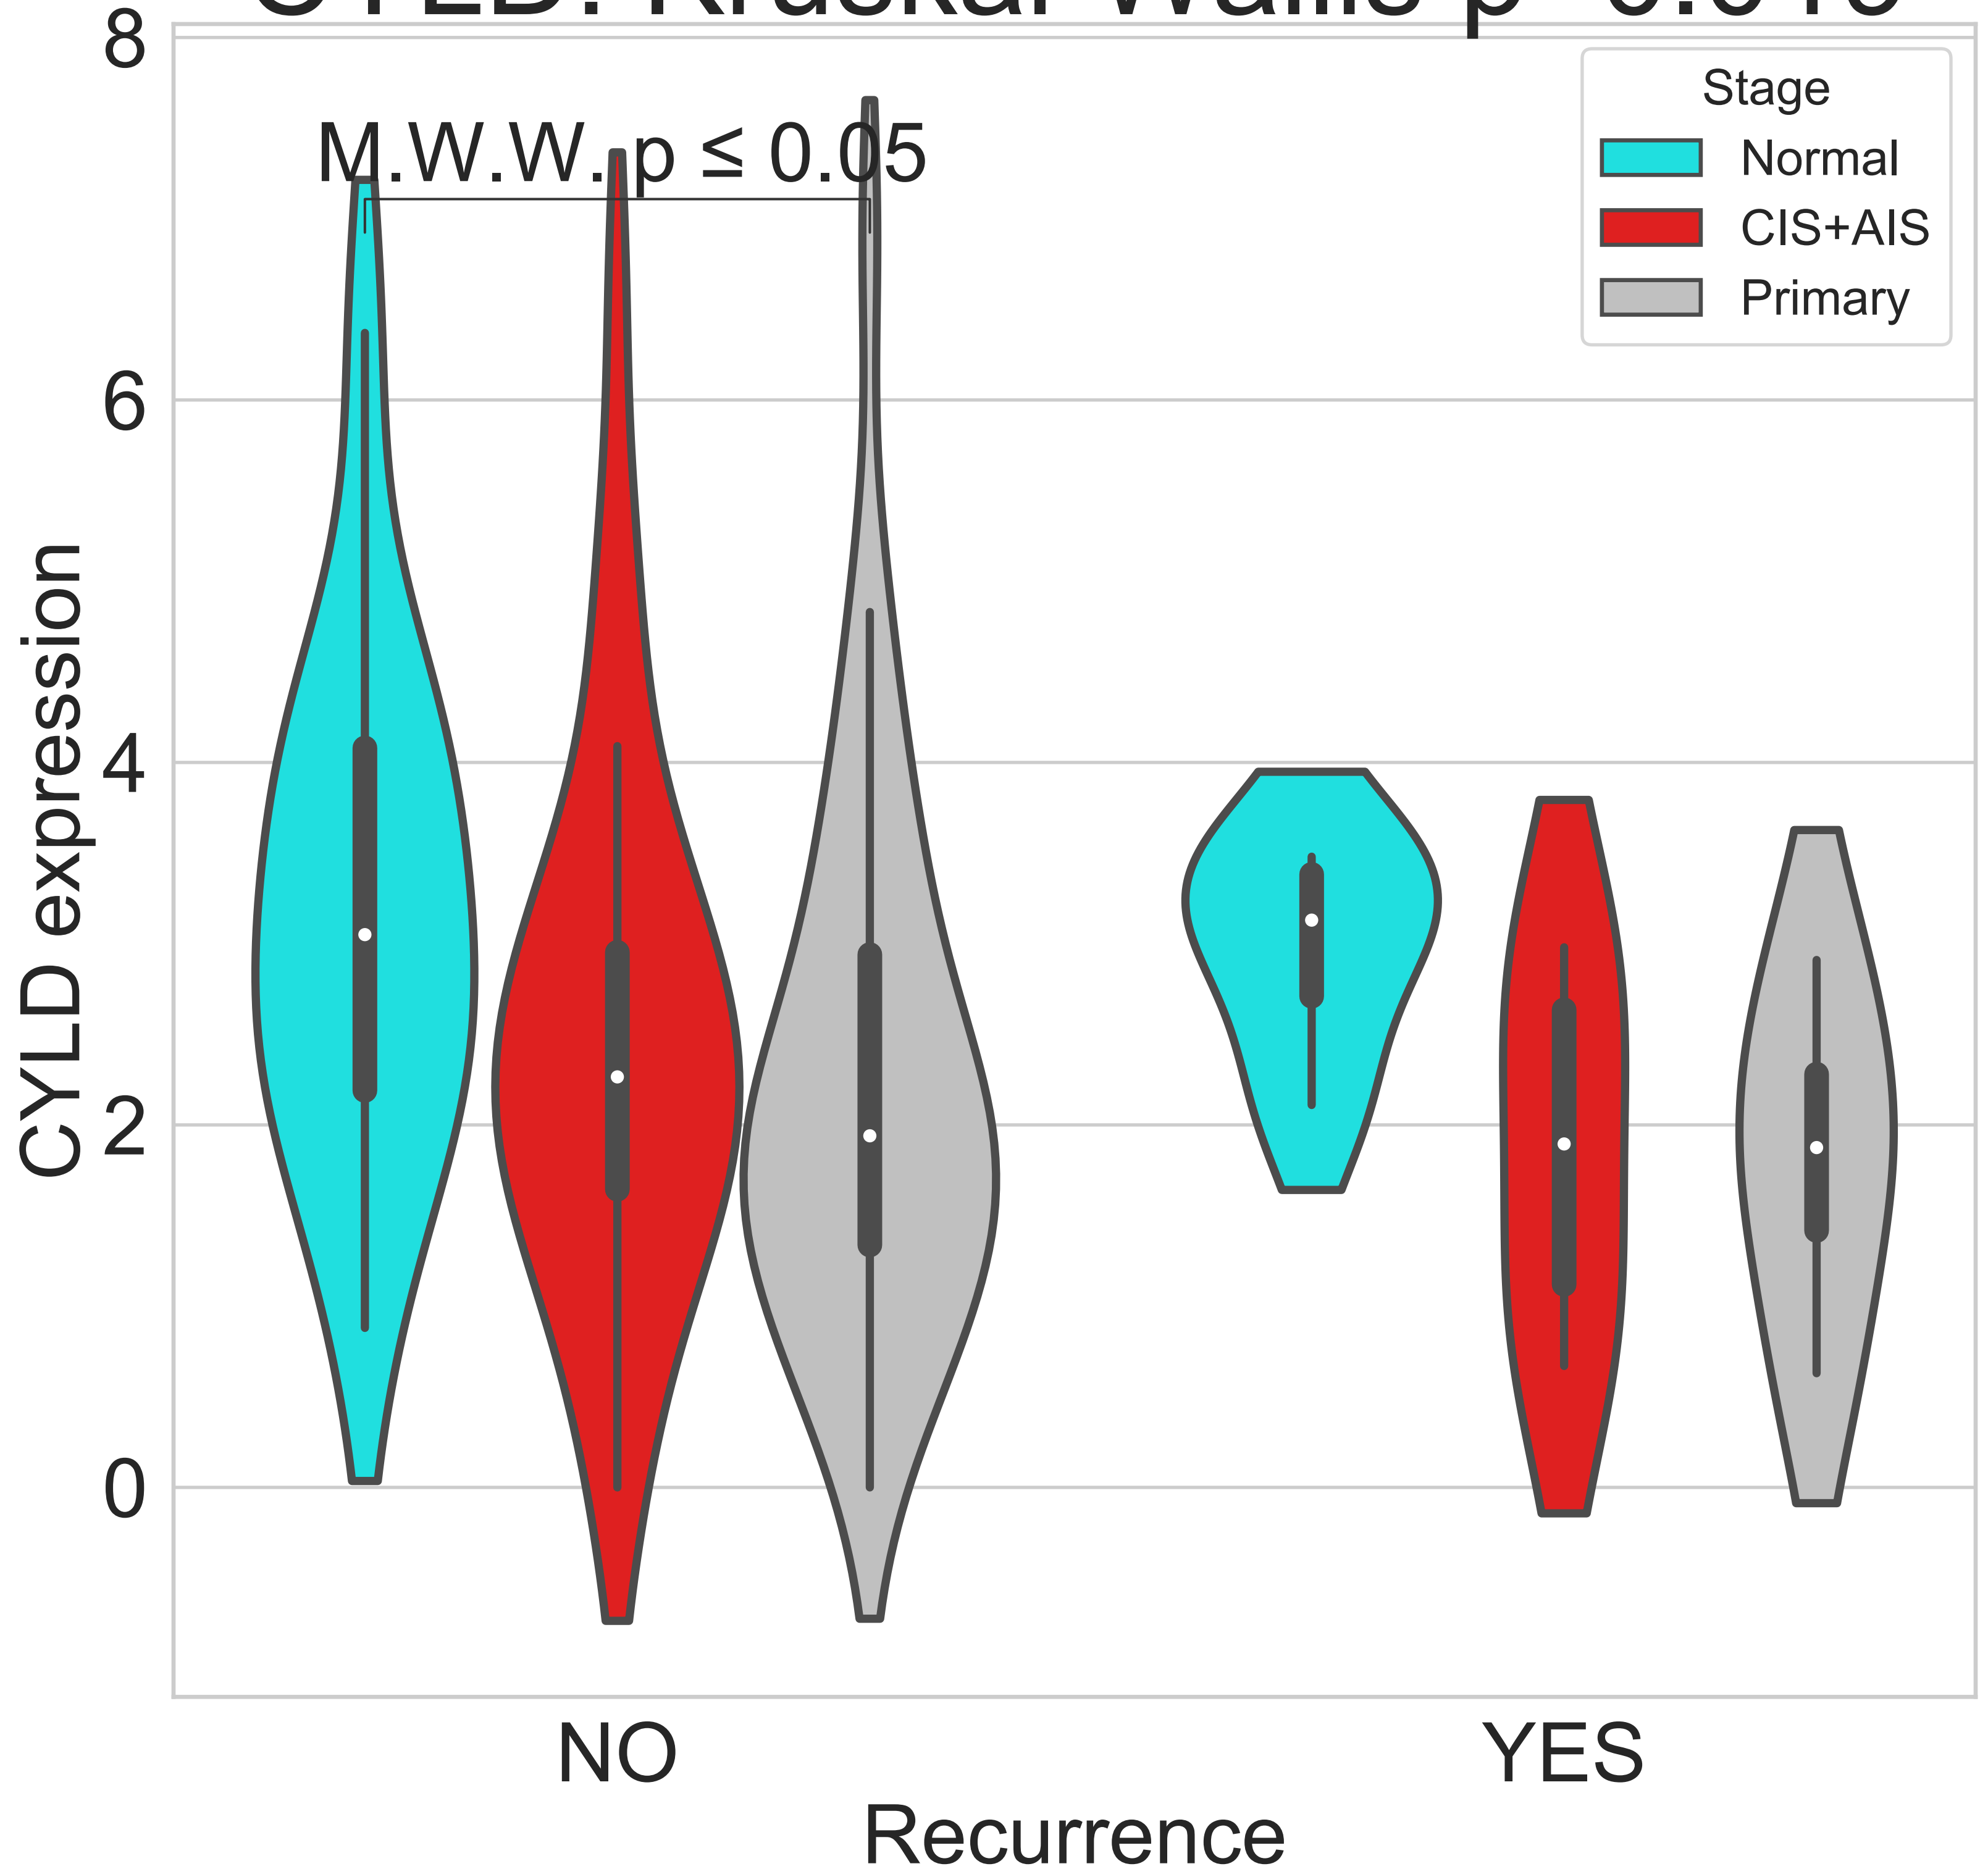 8
M.W.W. p ≤ 0.05
Stage
Normal
CIS+AIS
Primary
6
4
2
0
CYLD expression
NO
YES
Recurrence